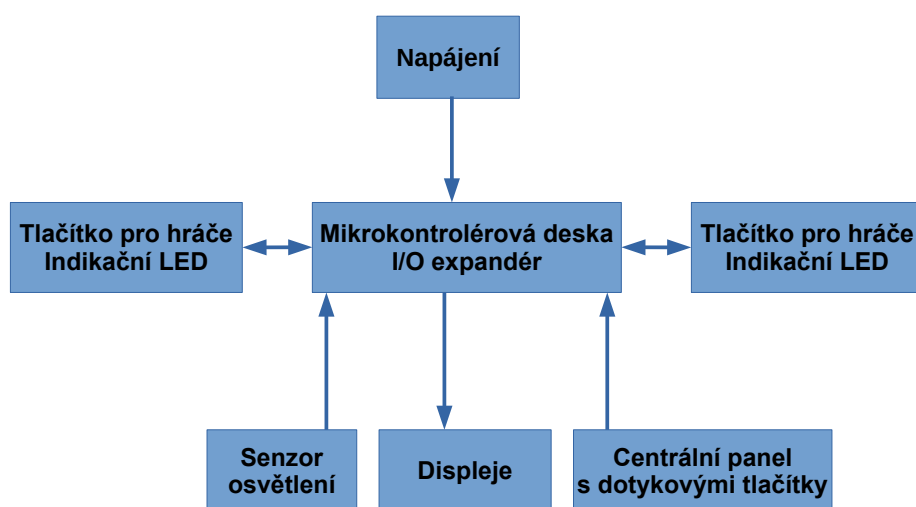 Napájení
Tlačítko pro hráče
Indikační LED
Mikrokontrolérová deska
I/O expandér
Tlačítko pro hráče
Indikační LED
Senzor
osvětlení
Displeje
Centrální panel
s dotykovými tlačítky